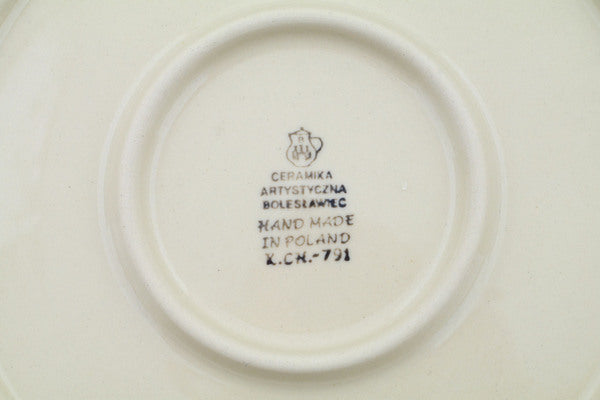 CERAMIKA
ARTYSTYCZNA
BOLESŁAWIEC
HAND MADE
IN POLAND
K.CH.-791